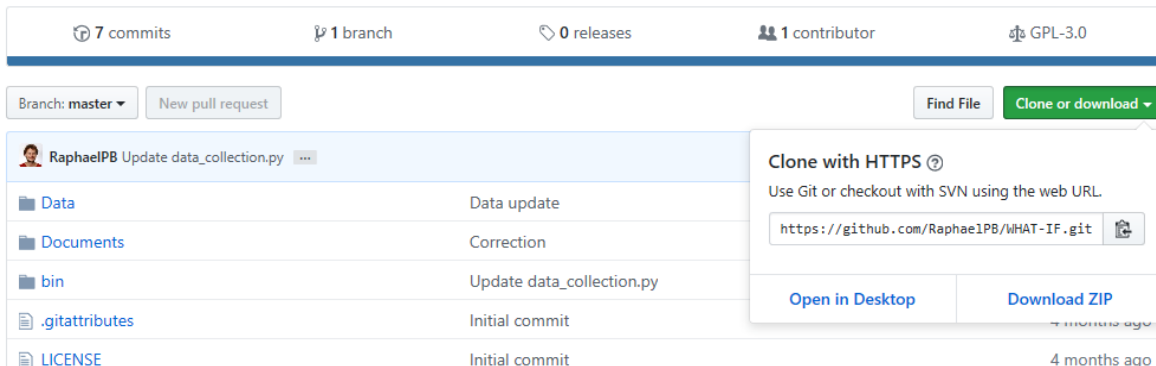 7 commits 1 branch 0 releases 1 contributor GPL-3.0
Branch: master New pull request Find File Clone or download
RaphaelPB Update data_collection.py ...
Clone with HTTPS ?
Use Git or checkout with SVN using the web URL.
https://github.com/RaphaelPB/WHAT-IF.git
Open in Desktop Download ZIP
Data Data update
Documents Correction
bin Update data_collection.py
.gitattributes Initial commit 4 months ago
LICENSE Initial commit 4 months ago